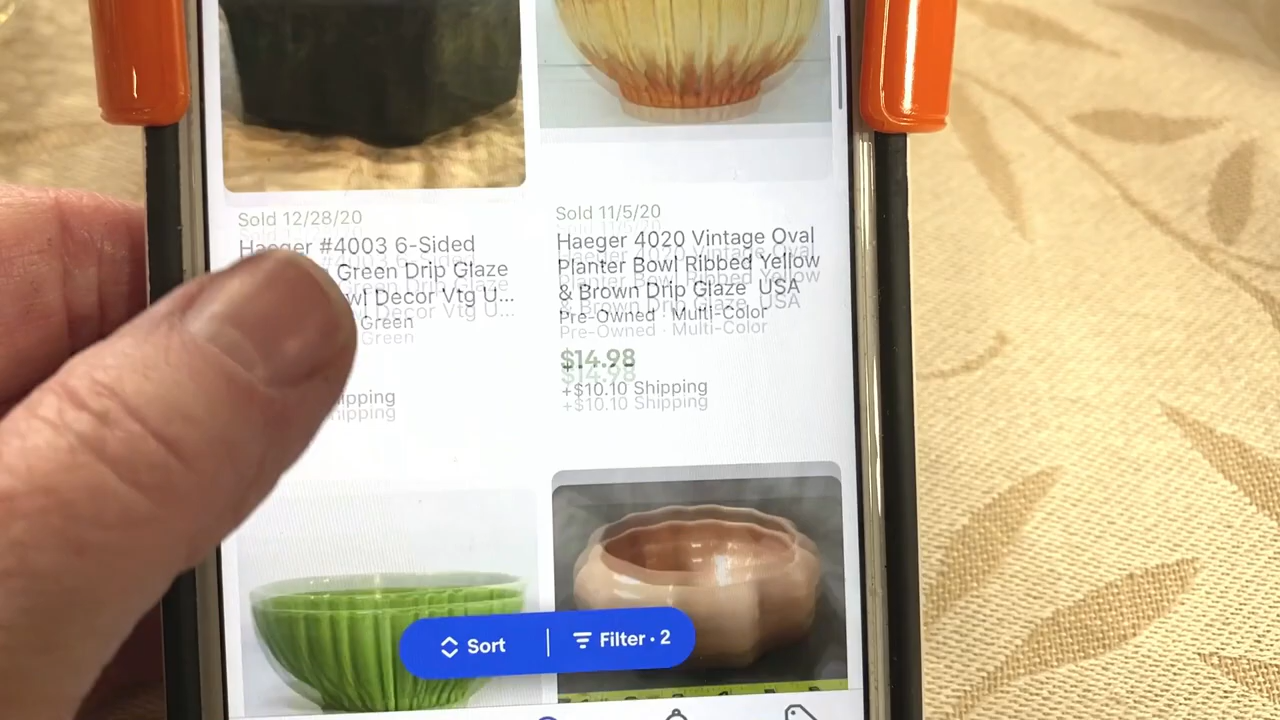 Sold 12/28/20
Haeger #4003 6-Sided
Green Drip Glaze
Decor Vtg U...
Green
Sold 11/5/20
Haeger 4020 Vintage Oval
Planter Bowl Ribbed Yellow
& Brown Drip Glaze USA
Pre-Owned · Multi-Color
$14.98
+$10.10 Shipping
Sort
Filter · 2